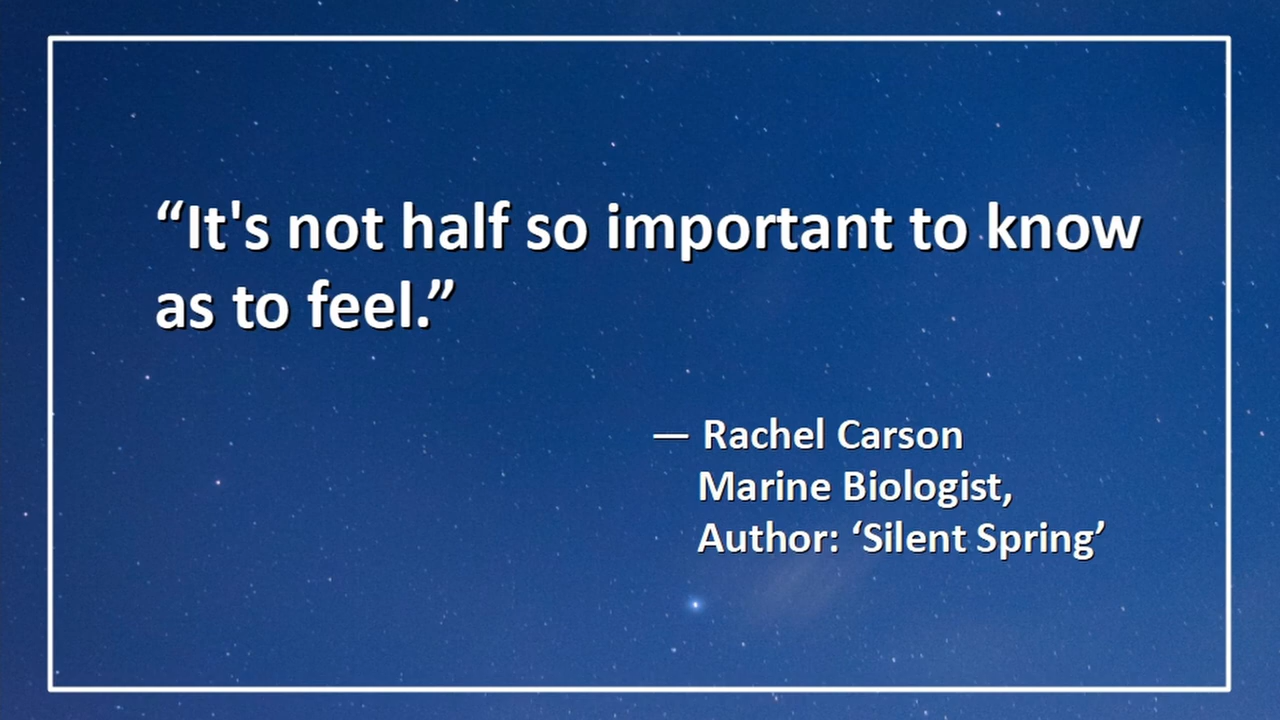 “It's not half so important to know
as to feel.”
— Rachel Carson
Marine Biologist,
Author: ‘Silent Spring’